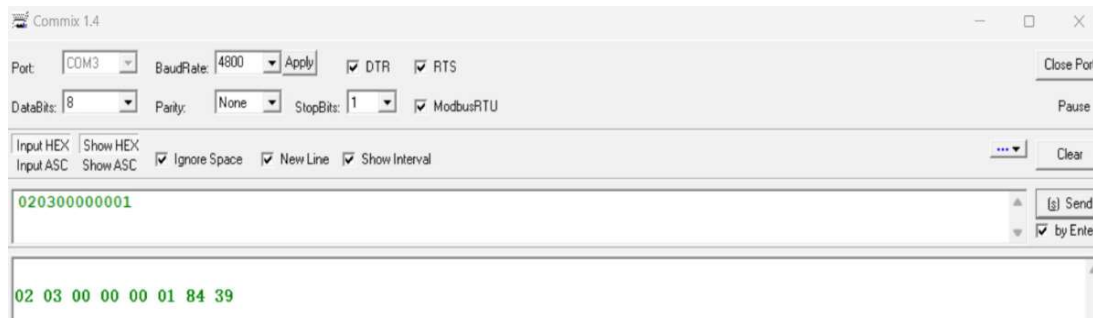 Commix 1.4
Port: COM3 BaudRate: 4800 Apply DTR RTS Close Por
DataBits: 8 Parity: None StopBits: 1 ModbusRTU Pause
Input HEX Show HEX
Input ASC Show ASC Ignore Space New Line Show Interval ... Clear
020300000001 (s) Send
by Ente
02 03 00 00 00 01 84 39